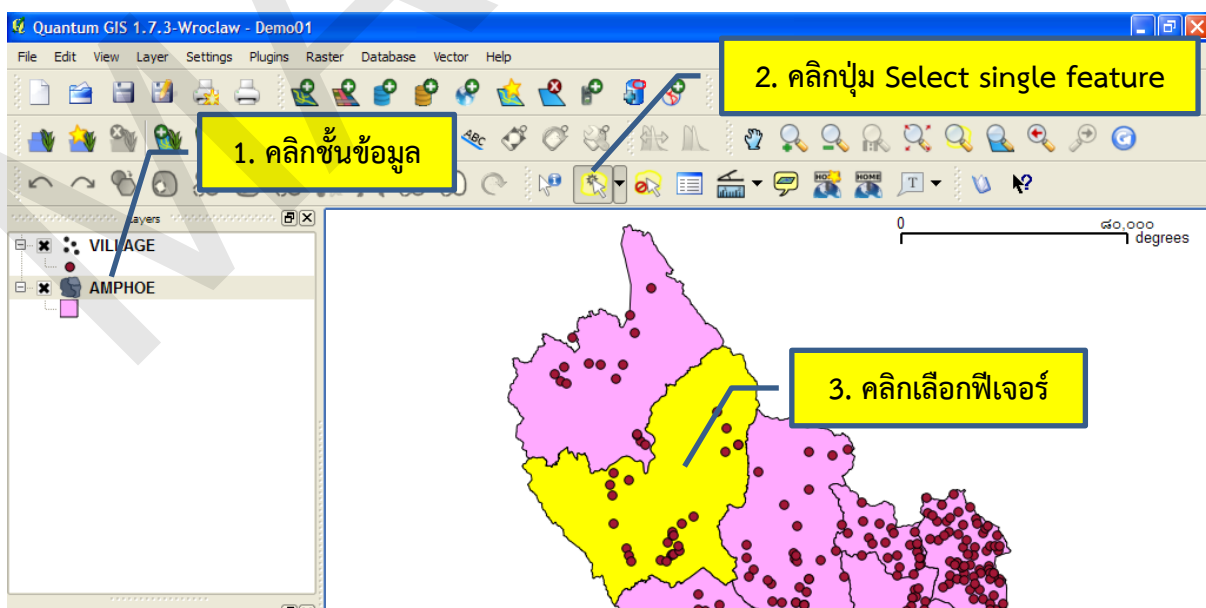 Quantum GIS 1.7.3-Wroclaw - Demo01
File Edit View Layer Settings Plugins Raster Database Vector Help
2. คลิกปุ่ม Select single feature
1. คลิกชั้นข้อมูล
ABC
HOME
T
Layers
VILLAGE
AMPHOE
0 ๘๐,๐๐๐
degrees
3. คลิกเลือกฟีเจอร์